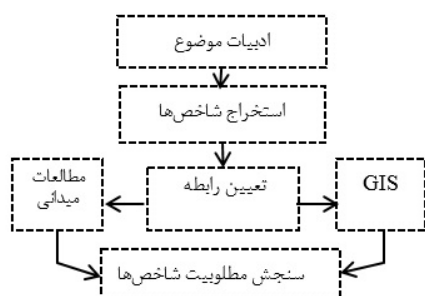 ادبیات موضوع
استخراج شاخص‌ها
تعیین رابطه
GIS
مطالعات
میدانی
سنجش مطلوبیت شاخص‌ها